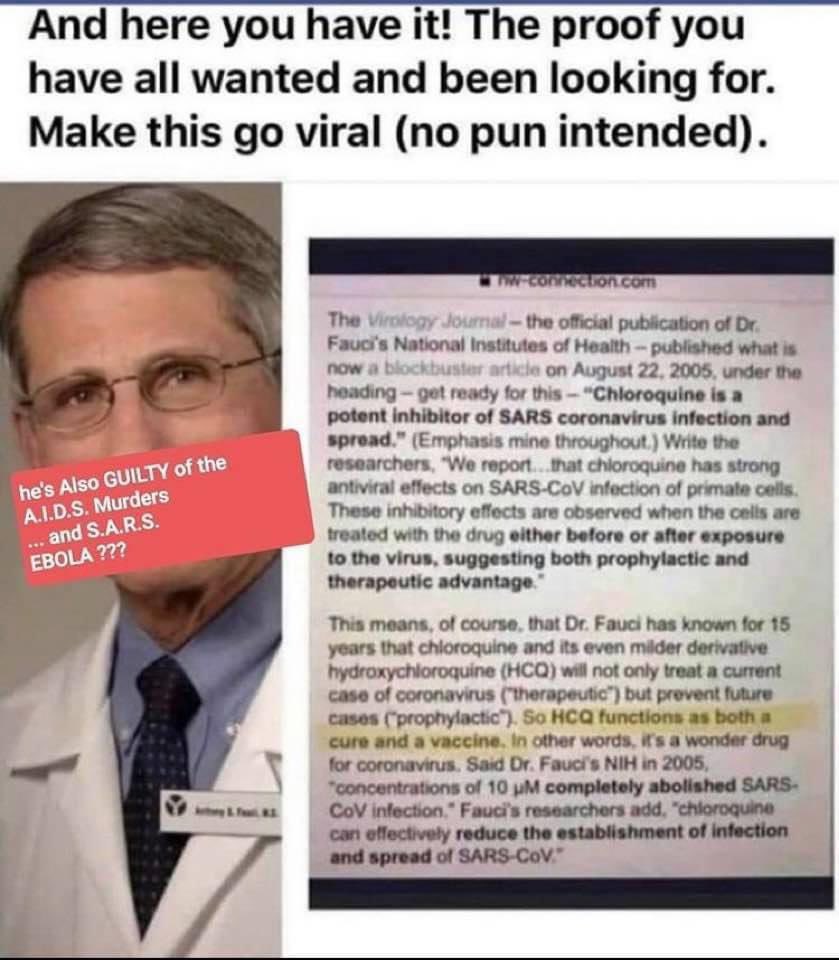 And here you have it! The proof you
have all wanted and been looking for.
Make this go viral (no pun intended).
he's Also GUILTY of the
A.I.D.S. Murders
... and S.A.R.S.
EBOLA ???
nw-connection.com
The Virology Journal – the official publication of Dr.
Fauci's National Institutes of Health – published what is
now a blockbuster article on August 22, 2005, under the
heading – get ready for this – "Chloroquine is a
potent inhibitor of SARS coronavirus infection and
spread." (Emphasis mine throughout.) Write the
researchers, "We report...that chloroquine has strong
antiviral effects on SARS-CoV infection of primate cells.
These inhibitory effects are observed when the cells are
treated with the drug either before or after exposure
to the virus, suggesting both prophylactic and
therapeutic advantage."
This means, of course, that Dr. Fauci has known for 15
years that chloroquine and its even milder derivative
hydroxychloroquine (HCQ) will not only treat a current
case of coronavirus ("therapeutic") but prevent future
cases ("prophylactic"). So HCQ functions as both a
cure and a vaccine. In other words, it's a wonder drug
for coronavirus. Said Dr. Fauci's NIH in 2005,
"concentrations of 10 μM completely abolished SARS-
CoV infection." Fauci's researchers add, "chloroquine
can effectively reduce the establishment of infection
and spread of SARS-CoV."
Anthony S. Fauci, M.D.